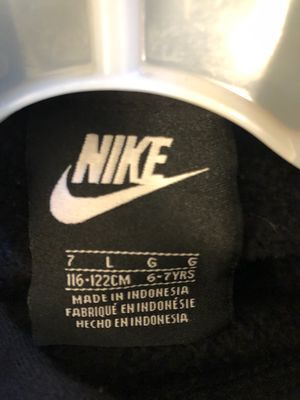 NIKE
7 L G G
116-122CM 6-7YRS
MADE IN INDONESIA
FABRIQUÉ EN INDONÉSIE
HECHO EN INDONESIA